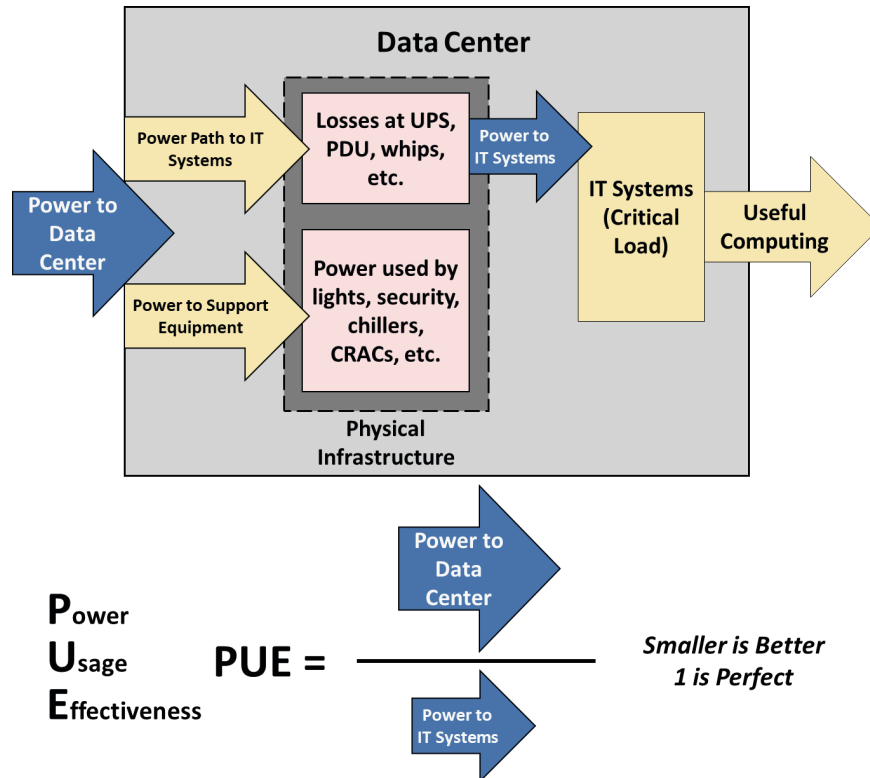 Data Center
Power to
Data
Center
Power Path to IT
Systems
Losses at UPS,
PDU, whips,
etc.
Power to
IT Systems
IT Systems
(Critical
Load)
Useful
Computing
Power to Support
Equipment
Power used by
lights, security,
chillers,
CRACs, etc.
Physical
Infrastructure
Power
Usage
Effectiveness
PUE =
Power to
Data
Center
Power to
IT Systems
Smaller is Better
1 is Perfect